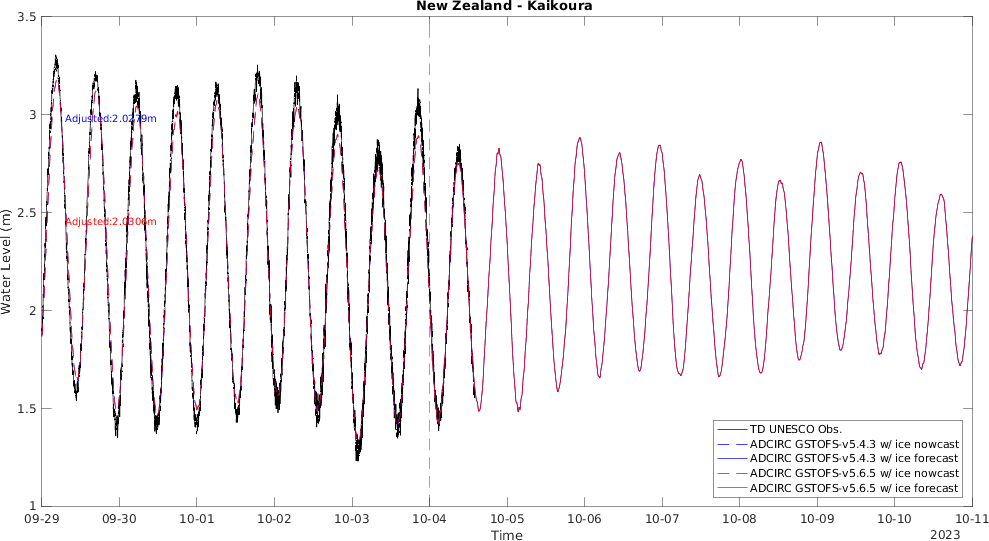 New Zealand - Kaikoura
3.5
3
2.5
2
1.5
1
Water Level (m)
Adjusted:2.0279m
Adjusted:2.0306m
TD UNESCO Obs.
ADCIRC GSTOFS-v5.4.3 w/ ice nowcast
ADCIRC GSTOFS-v5.4.3 w/ ice forecast
ADCIRC GSTOFS-v5.6.5 w/ ice nowcast
ADCIRC GSTOFS-v5.6.5 w/ ice forecast
09-29 09-30 10-01 10-02 10-03 10-04 10-05 10-06 10-07 10-08 10-09 10-10 10-11
Time
2023